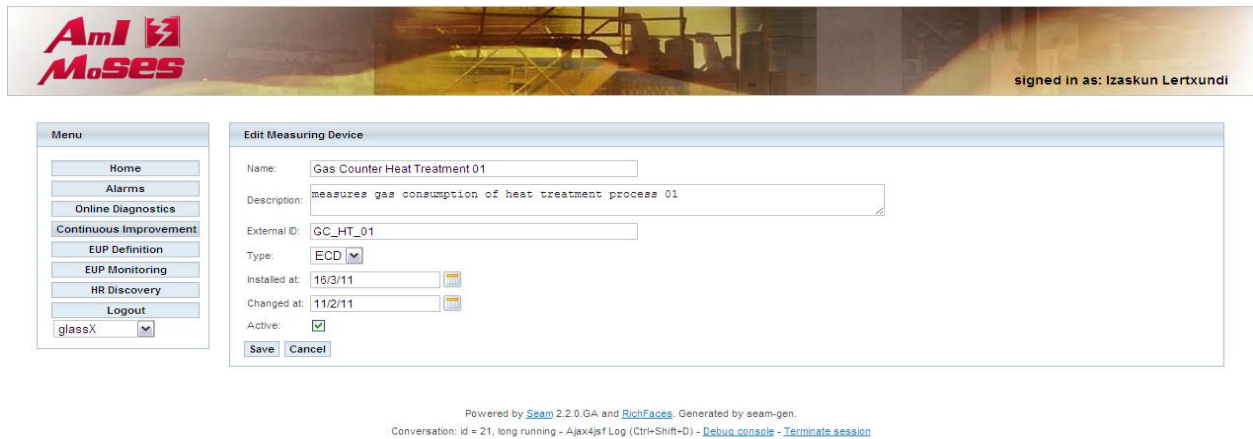 AmI
MoSES
signed in as: Izaskun Lertxundi
Menu
Home
Alarms
Online Diagnostics
Continuous Improvement
EUP Definition
EUP Monitoring
HR Discovery
Logout
glassX
Edit Measuring Device
Name: Gas Counter Heat Treatment 01
Description: measures gas consumption of heat treatment process 01
External ID: GC_HT_01
Type: ECD
Installed at: 16/3/11
Changed at: 11/2/11
Active:
Save Cancel
Powered by Seam 2.2.0.GA and RichFaces. Generated by seam-gen.
Conversation: id = 21, long running - Ajax4jsf Log (Ctrl+Shift+D) - Debug console - Terminate session